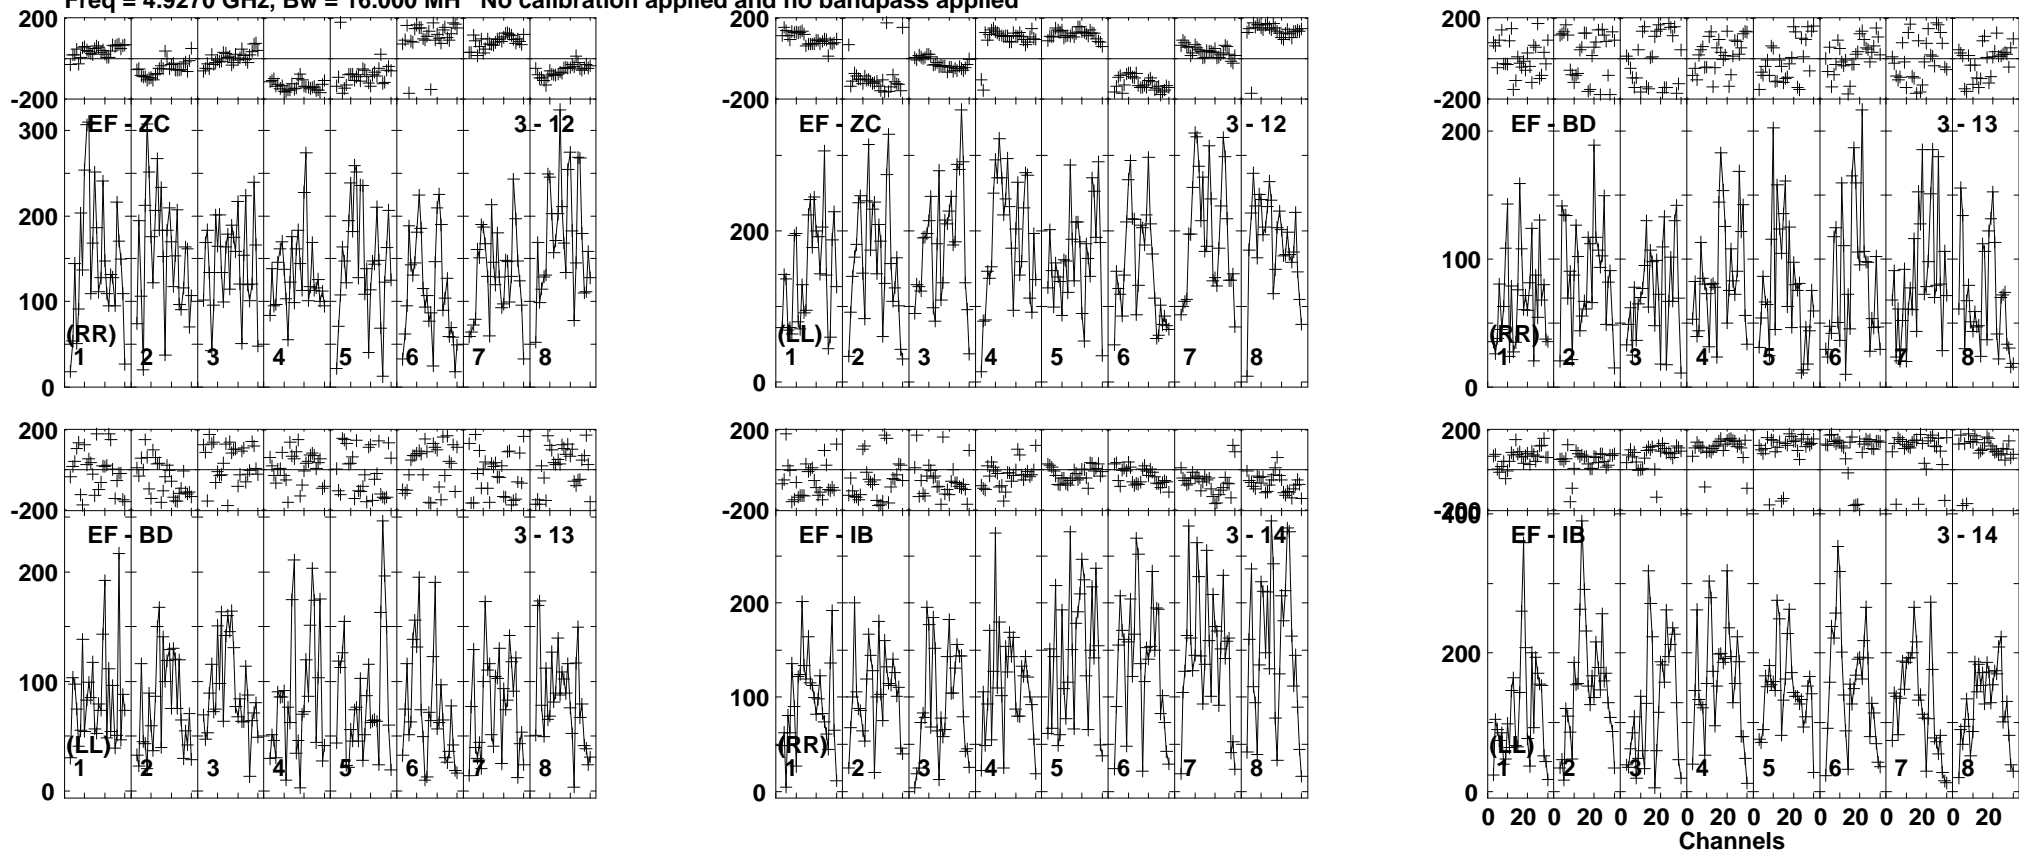 Freq = 4.9270 GHz, Bw = 16.000 MH No calibration applied and no bandpass applied
200
-200
300
200
100
0
EF - ZC 3 - 12
(RR)
1 2 3 4 5 6 7 8
200
-200
200
0
EF - ZC 3 - 12
(LL)
1 2 3 4 5 6 7 8
200
-200
200
100
0
EF - BD 3 - 13
(RR)
1 2 3 4 5 6 7 8
200
-200
200
100
0
EF - BD 3 - 13
(LL)
1 2 3 4 5 6 7 8
200
-200
200
100
0
EF - IB 3 - 14
(RR)
1 2 3 4 5 6 7 8
200
-200
400
200
0
EF - IB 3 - 14
(LL)
1 2 3 4 5 6 7 8
0 20 0 20 0 20 0 20 0 20 0 20 0 20 0 20
Channels